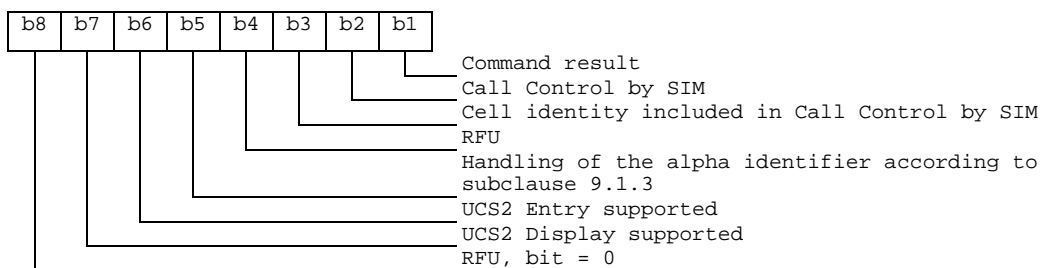 b8 b7 b6 b5 b4 b3 b2 b1
Command result
Call Control by SIM
Cell identity included in Call Control by SIM
RFU
Handling of the alpha identifier according to
subclause 9.1.3
UCS2 Entry supported
UCS2 Display supported
RFU, bit = 0